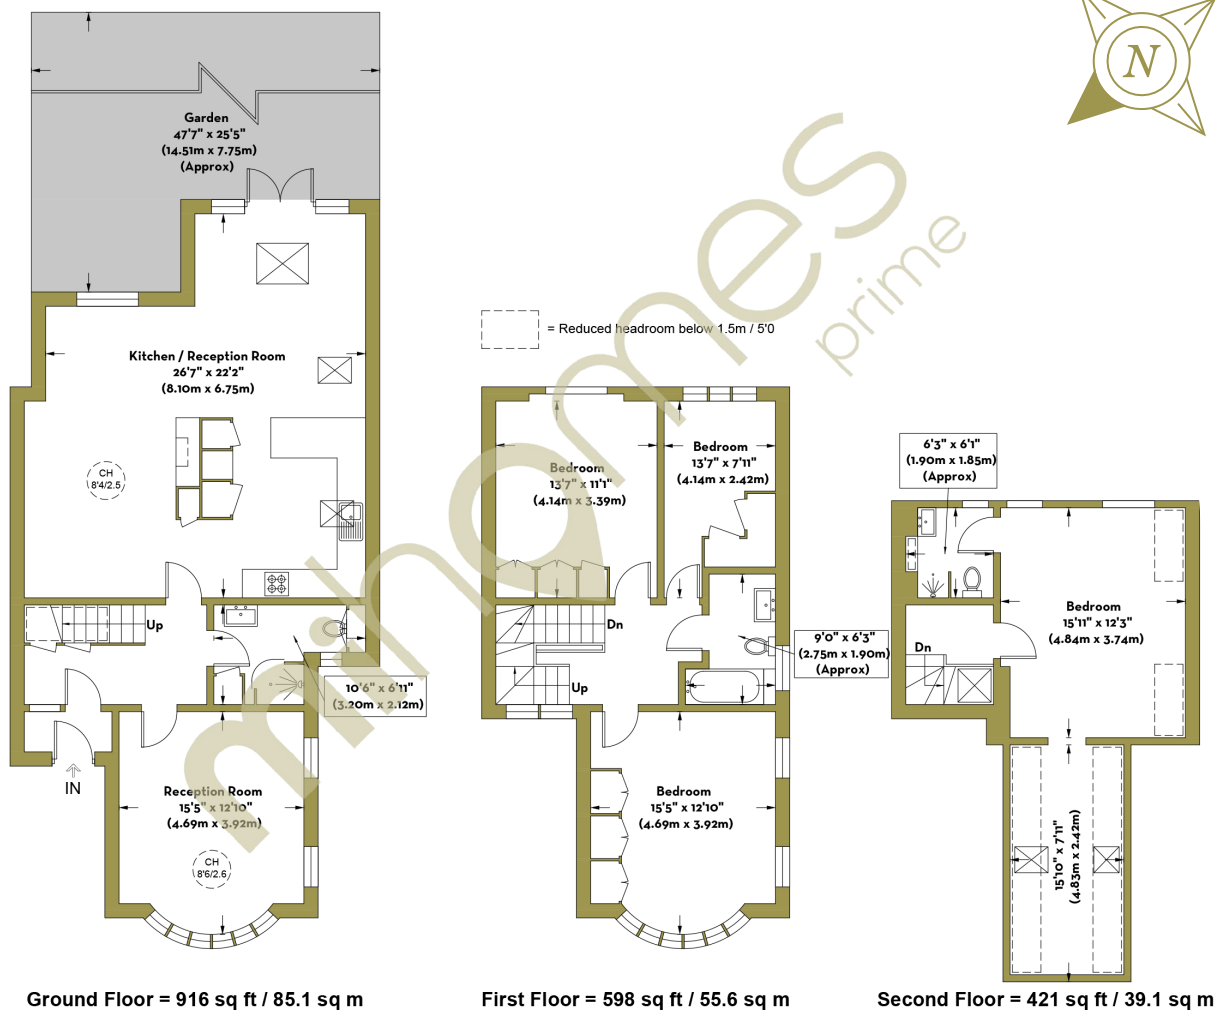 N
Garden
47'7" x 25'5"
(14.51m x 7.75m)
(Approx)
Kitchen / Reception Room
26'7" x 22'2"
(8.10m x 6.75m)
CH
8'4/2.5
Up
10'6" x 6'11"
(3.20m x 2.12m)
IN
Reception Room
15'5" x 12'10"
(4.69m x 3.92m)
CH
8'6/2.6
Ground Floor = 916 sq ft / 85.1 sq m
= Reduced headroom below 1.5m / 5'0
Bedroom
13'7" x 11'1"
(4.14m x 3.39m)
Bedroom
13'7" x 7'11"
(4.14m x 2.42m)
Dn
Up
9'0" x 6'3"
(2.75m x 1.90m)
(Approx)
Bedroom
15'5" x 12'10"
(4.69m x 3.92m)
First Floor = 598 sq ft / 55.6 sq m
6'3" x 6'1"
(1.90m x 1.85m)
(Approx)
Bedroom
15'11" x 12'3"
(4.84m x 3.74m)
Dn
15'10" x 7'11"
(4.83m x 2.42m)
Second Floor = 421 sq ft / 39.1 sq m
mihomes
prime